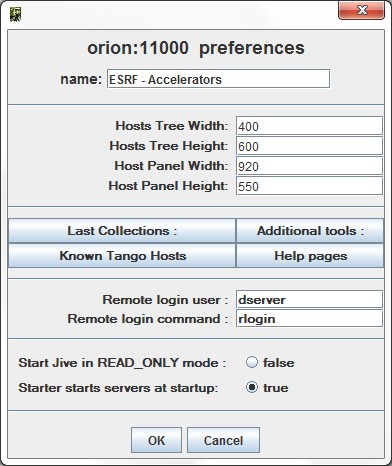 orion:11000 preferences
name: ESRF - Accelerators
Hosts Tree Width: 400
Hosts Tree Height: 600
Host Panel Width: 920
Host Panel Height: 550
Last Collections : Additional tools :
Known Tango Hosts Help pages
Remote login user : dserver
Remote login command : rlogin
Start Jive in READ_ONLY mode : false
Starter starts servers at startup: true
OK Cancel